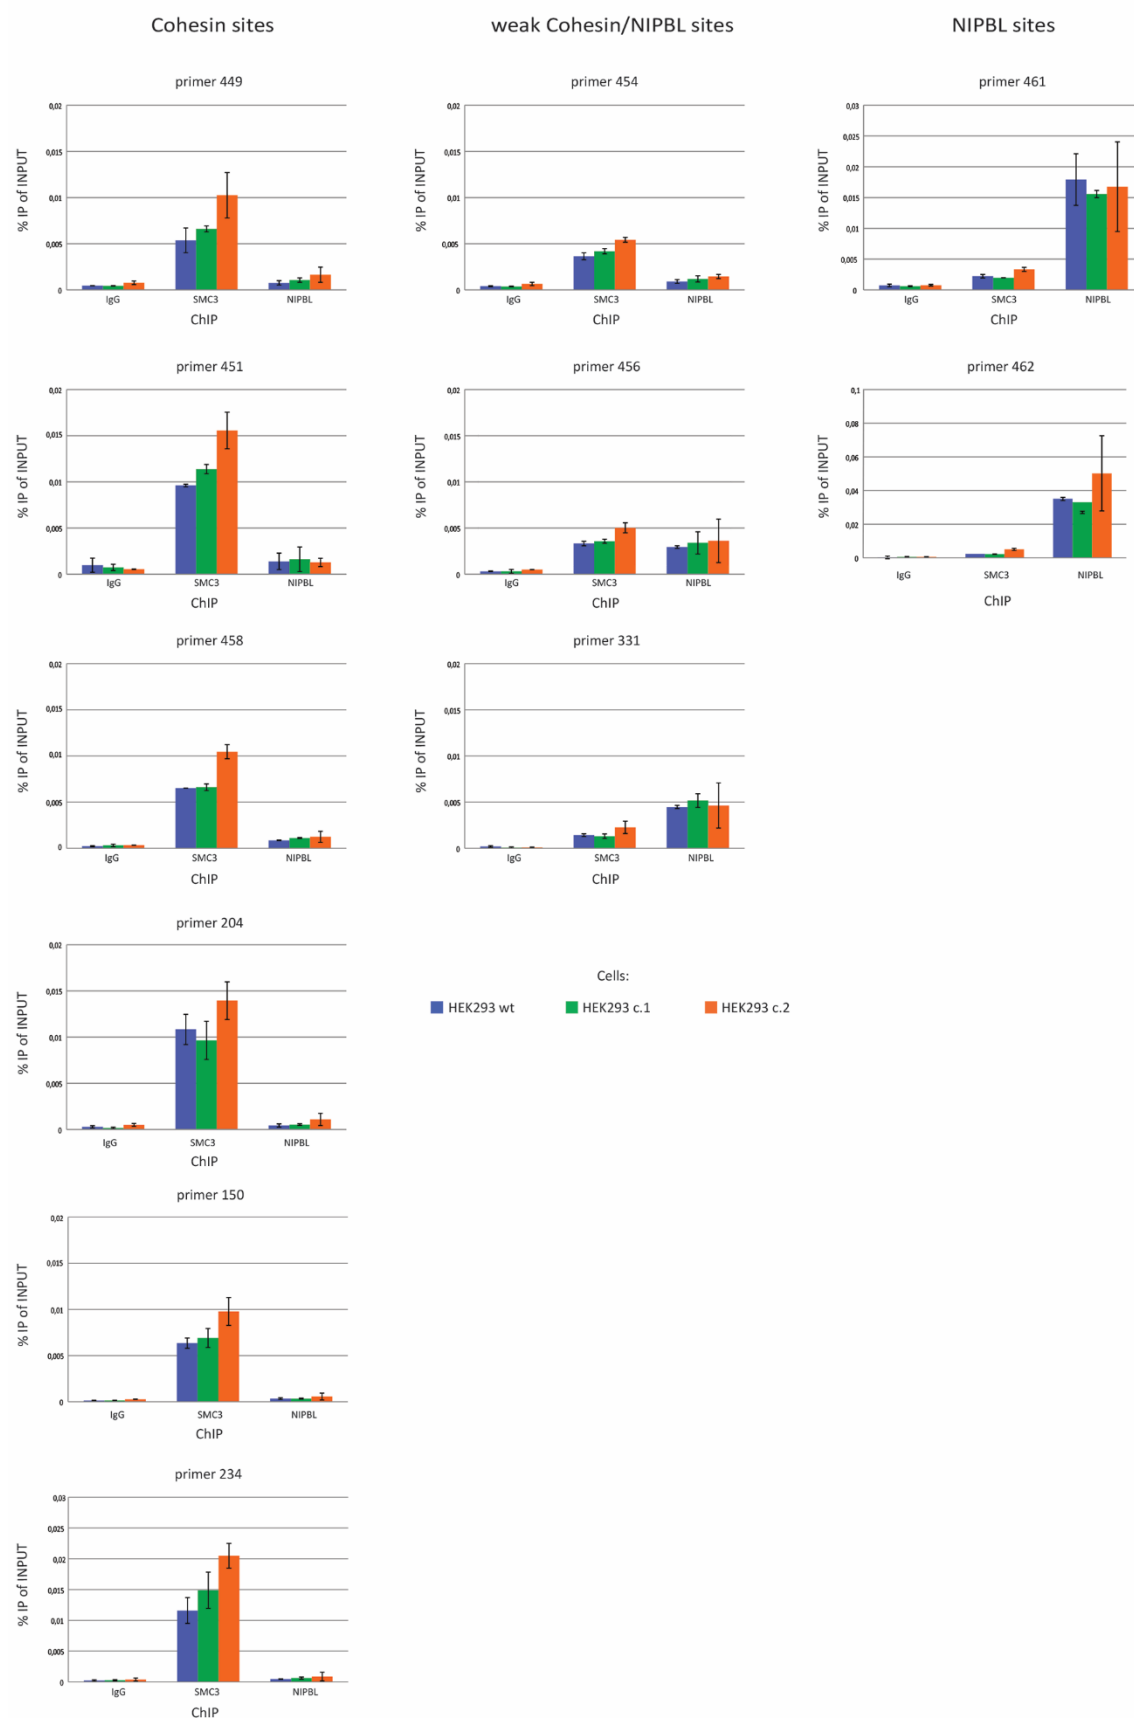 Cohesin sites
weak Cohesin/NIPBL sites
NIPBL sites
primer 449
0,02
0,015
0,01
0,005
0
% IP of INPUT
IgG SMC3 NIPBL
ChIP
primer 454
0,02
0,015
0,01
0,005
0
% IP of INPUT
IgG SMC3 NIPBL
ChIP
primer 461
0,03
0,025
0,02
0,015
0,01
0,005
0
% IP of INPUT
IgG SMC3 NIPBL
ChIP
primer 451
0,02
0,015
0,01
0,005
0
% IP of INPUT
IgG SMC3 NIPBL
ChIP
primer 456
0,02
0,015
0,01
0,005
0
% IP of INPUT
IgG SMC3 NIPBL
ChIP
primer 462
0,1
0,08
0,06
0,04
0,02
0
% IP of INPUT
IgG SMC3 NIPBL
ChIP
primer 458
0,02
0,015
0,01
0,005
0
% IP of INPUT
IgG SMC3 NIPBL
ChIP
primer 331
0,02
0,015
0,01
0,005
0
% IP of INPUT
IgG SMC3 NIPBL
ChIP
primer 204
0,02
0,015
0,01
0,005
0
% IP of INPUT
IgG SMC3 NIPBL
ChIP
Cells:
HEK293 wt HEK293 c.1 HEK293 c.2
primer 150
0,02
0,015
0,01
0,005
0
% IP of INPUT
IgG SMC3 NIPBL
ChIP
primer 234
0,03
0,025
0,02
0,015
0,01
0,005
0
% IP of INPUT
IgG SMC3 NIPBL
ChIP